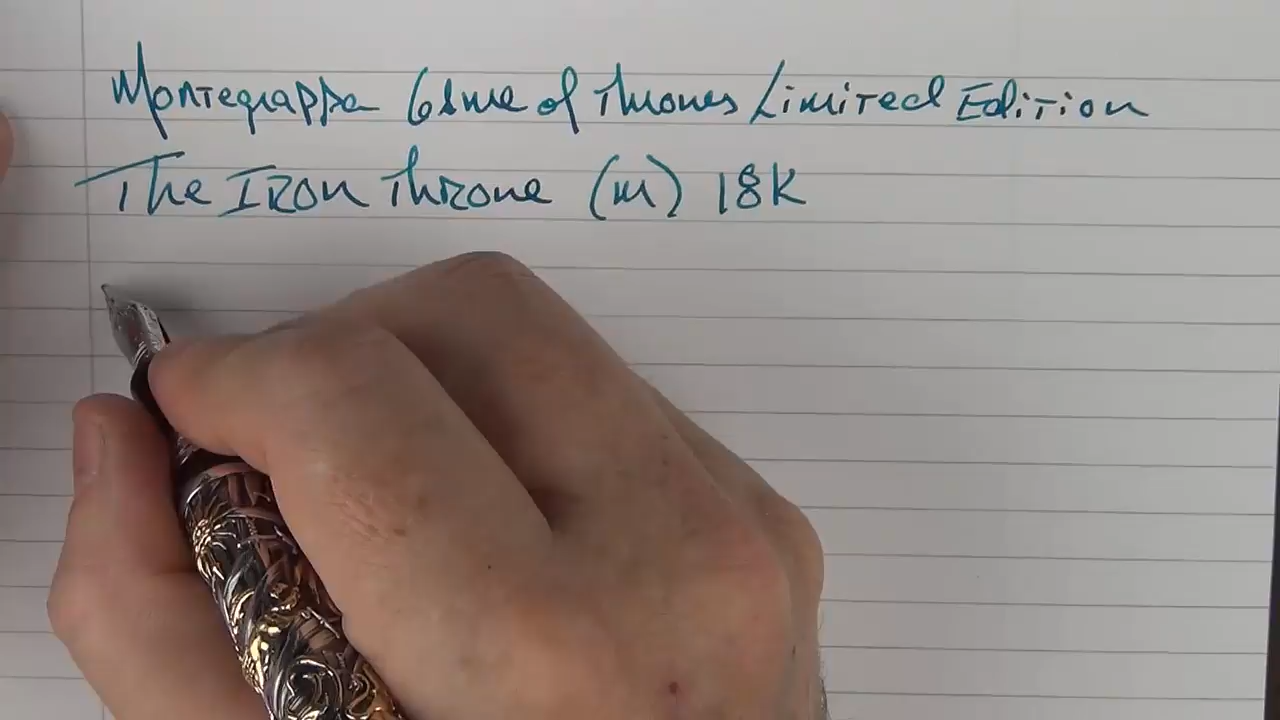 Montegrappa Game of Thrones Limited Edition
The Iron Throne (m) 18K